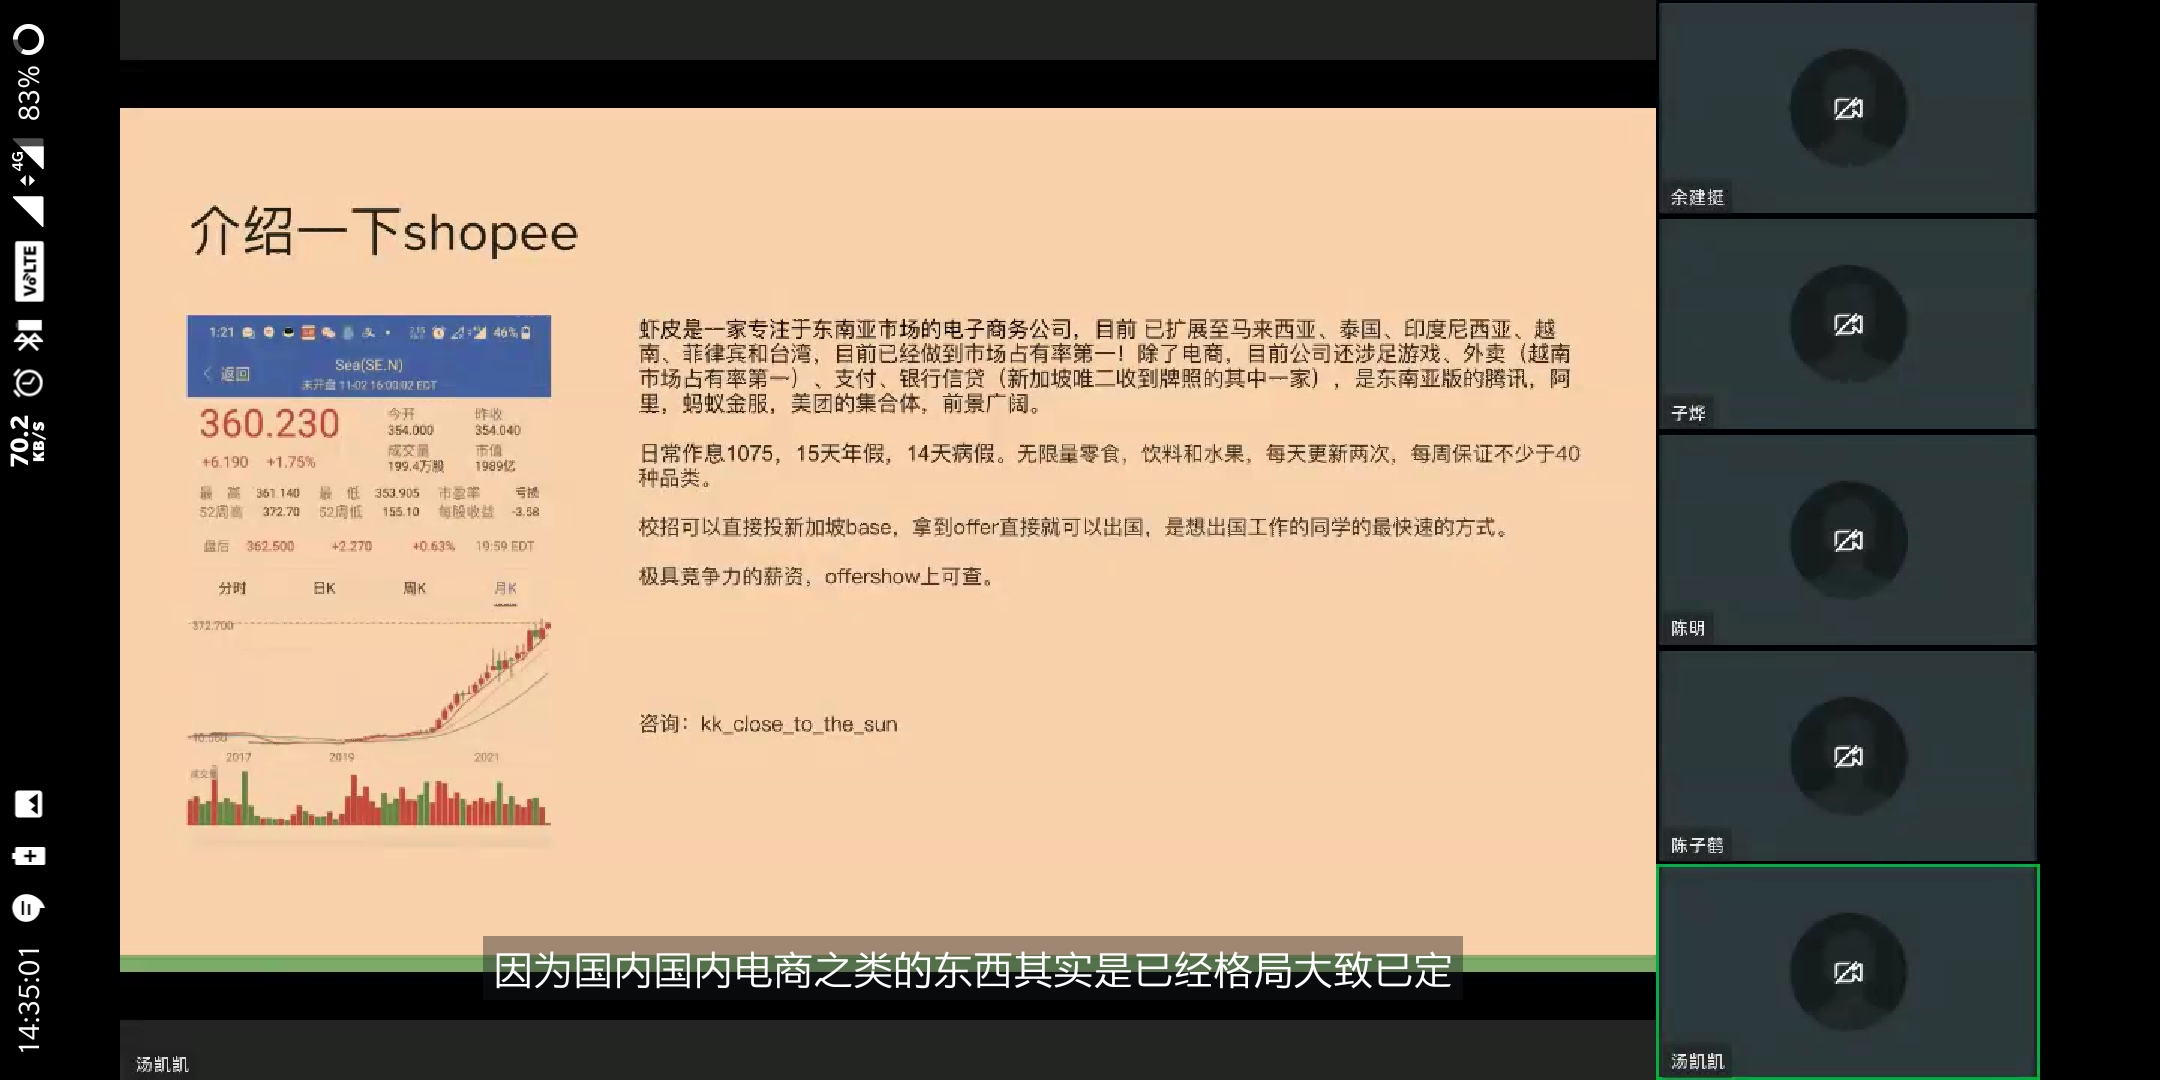 14:35:01
70.2
KB/s
VoLTE
4G
83%
介绍一下shopee
1:21
46%
返回
Sea(SE.N)
未开盘 11-02 16:00:02 EDT
360.230
+6.190 +1.75%
今开
354.000
昨收
354.040
成交量
199.4万股
市值
1989亿
最 高 361.140 最 低 353.905 市盈率 亏损
52周高 372.70 52周低 155.10 每股收益 -3.58
盘后 362.500 +2.270 +0.63% 19:59 EDT
分时 日K 周K 月K
372.700
2017 2019 2021
成交量
虾皮是一家专注于东南亚市场的电子商务公司，目前 已扩展至马来西亚、泰国、印度尼西亚、越
南、菲律宾和台湾，目前已经做到市场占有率第一！除了电商，目前公司还涉足游戏、外卖（越南
市场占有率第一）、支付、银行信贷（新加坡唯二收到牌照的其中一家），是东南亚版的腾讯，阿
里，蚂蚁金服，美团的集合体，前景广阔。
日常作息1075，15天年假，14天病假。无限量零食，饮料和水果，每天更新两次，每周保证不少于40
种品类。
校招可以直接投新加坡base，拿到offer直接就可以出国，是想出国工作的同学的最快速的方式。
极具竞争力的薪资，offershow上可查。
咨询：kk_close_to_the_sun
因为国内国内电商之类的东西其实是已经格局大致已定
汤凯凯
余建挺
子烨
陈明
陈子鹤
汤凯凯